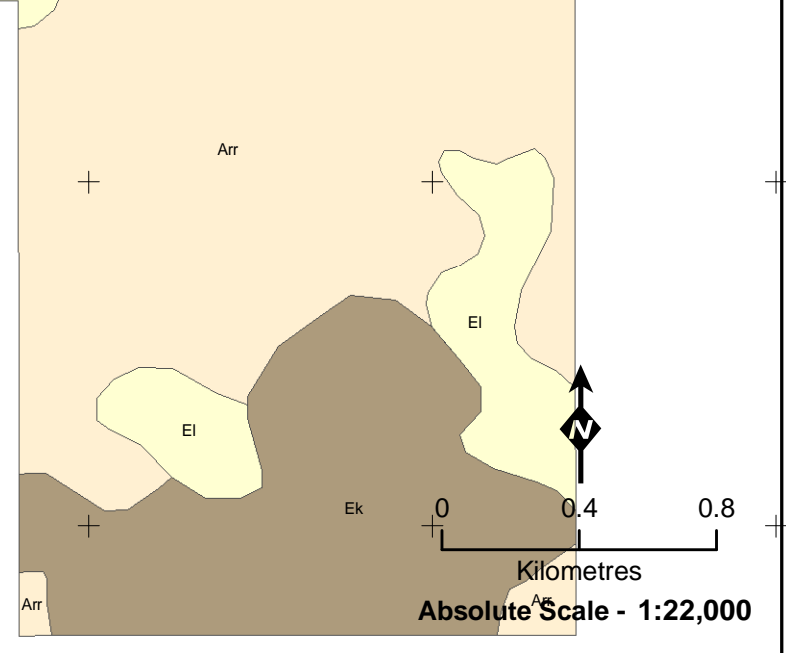 Arr
El
El
N
Ek
0 0.4 0.8
Kilometres
Arr
Arr
Absolute Scale - 1:22,000